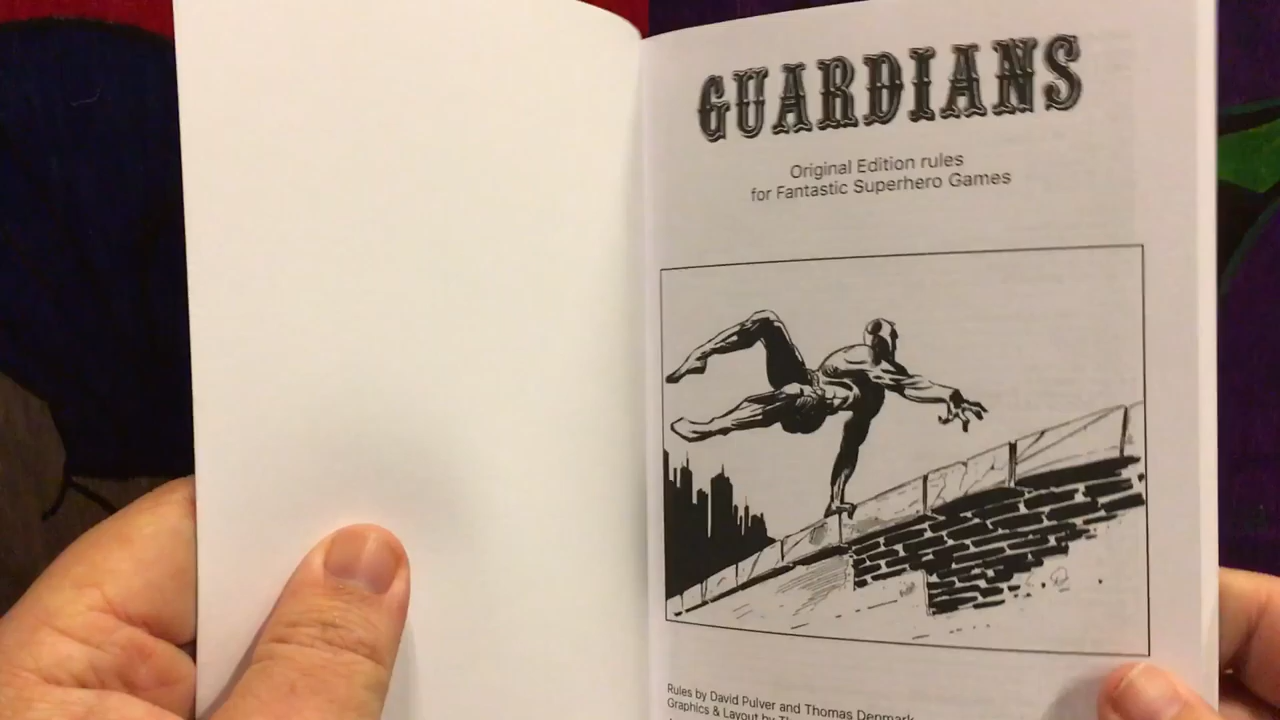 GUARDIANS
Original Edition rules
for Fantastic Superhero Games
Rules by David Pulver and Thomas Denmark
Graphics & Layout by